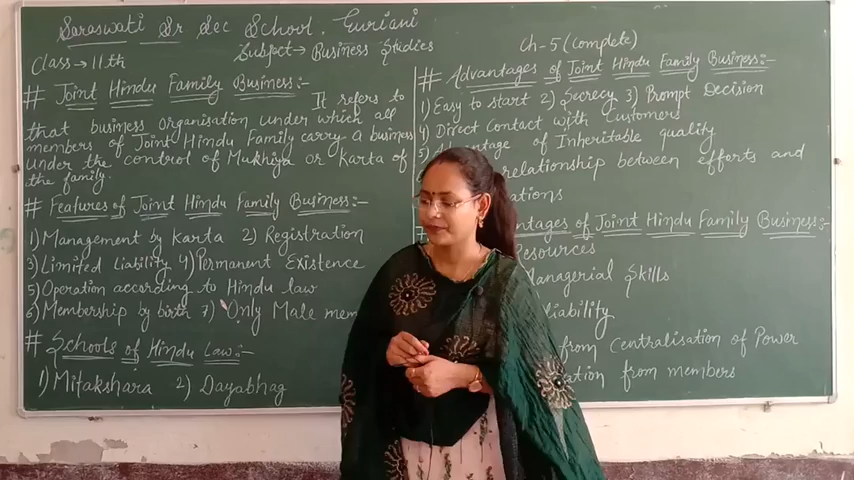 Saraswati Sr Sec School, Guriani
Class → 11th
Subject → Business Studies
Ch-5 (Complete)
# Joint Hindu Family Business:-
It refers to
that business organisation under which all
members of Joint Hindu Family carry a business
under the control of Mukhiya or Karta of
the family.
# Features of Joint Hindu Family Business:-
1) Management by Karta 2) Registration
3) Limited Liability 4) Permanent Existence
5) Operation according to Hindu law
6) Membership by birth 7) Only Male mem
# Schools of Hindu Law:-
1) Mitakshara 2) Dayabhag
# Advantages of Joint Hindu Family Business:-
1) Easy to start 2) Secrecy 3) Prompt Decision
4) Direct Contact with Customers
5) of Inheritable quality
relationship between efforts and
ntages of Joint Hindu Family Business:-
Resources
Managerial Skills
iability
from Centralisation of Power
ation from members